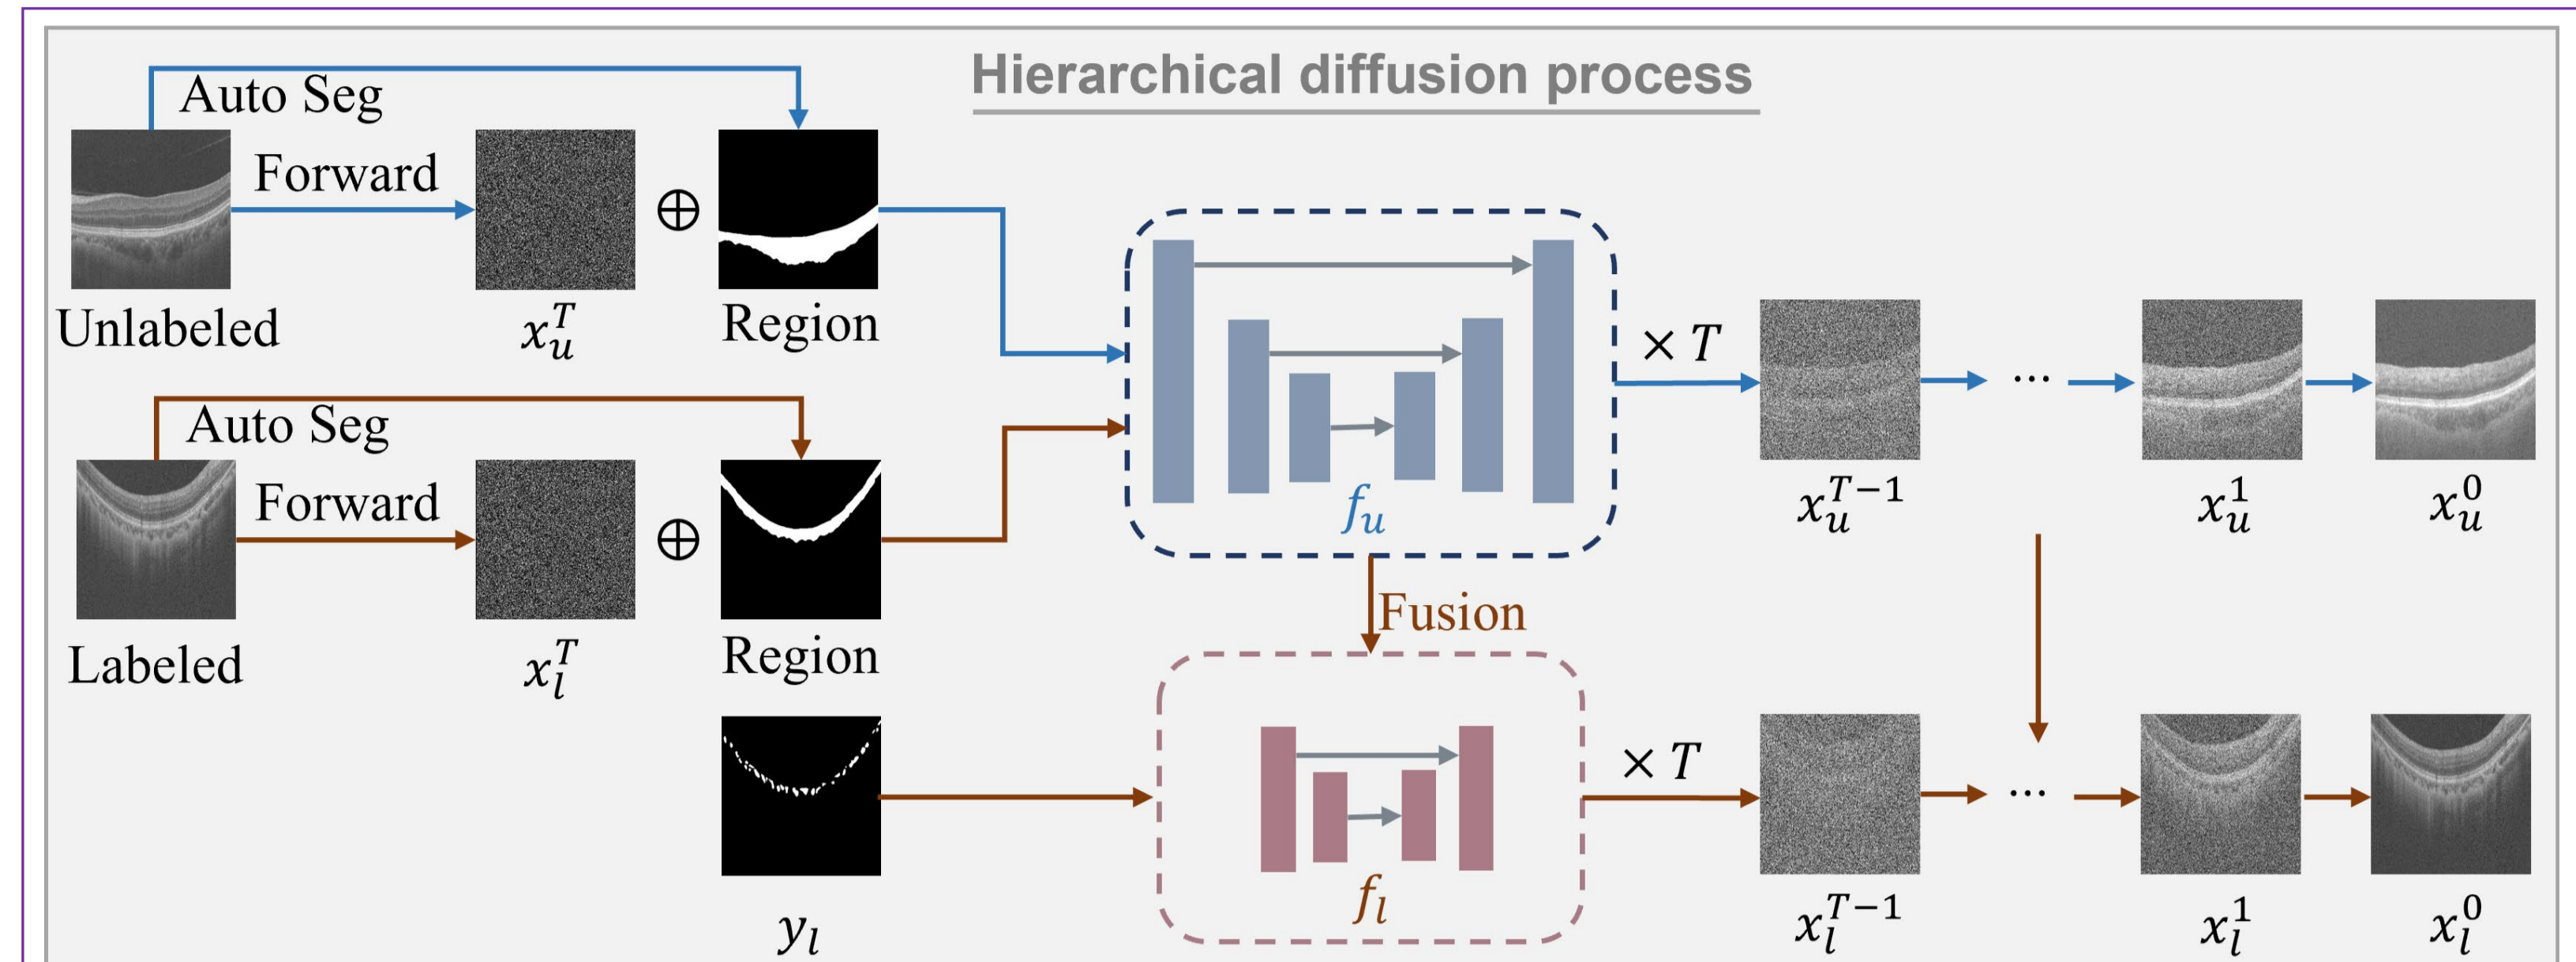 Hierarchical diffusion process
Auto Seg
Forward
⊕
Unlabeled
x_u^T
Region
× T
...
f_u
x_u^{T-1}
x_u^1
x_u^0
Auto Seg
Forward
⊕
Labeled
x_l^T
Region
Fusion
× T
...
y_l
f_l
x_l^{T-1}
x_l^1
x_l^0